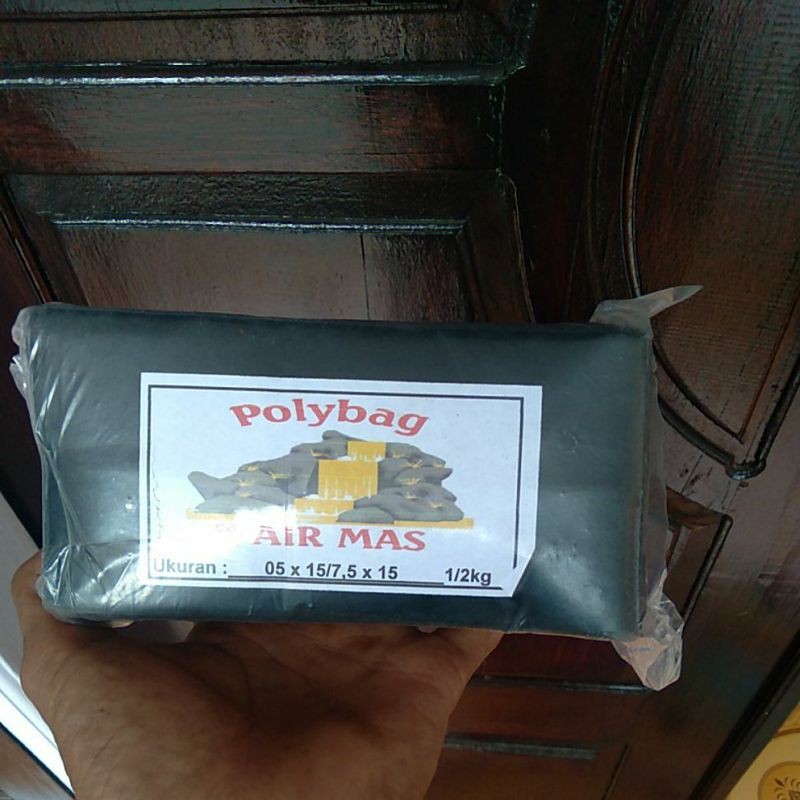 Polybag
AIR MAS
Ukuran : 05 x 15/7,5 x 15 1/2kg